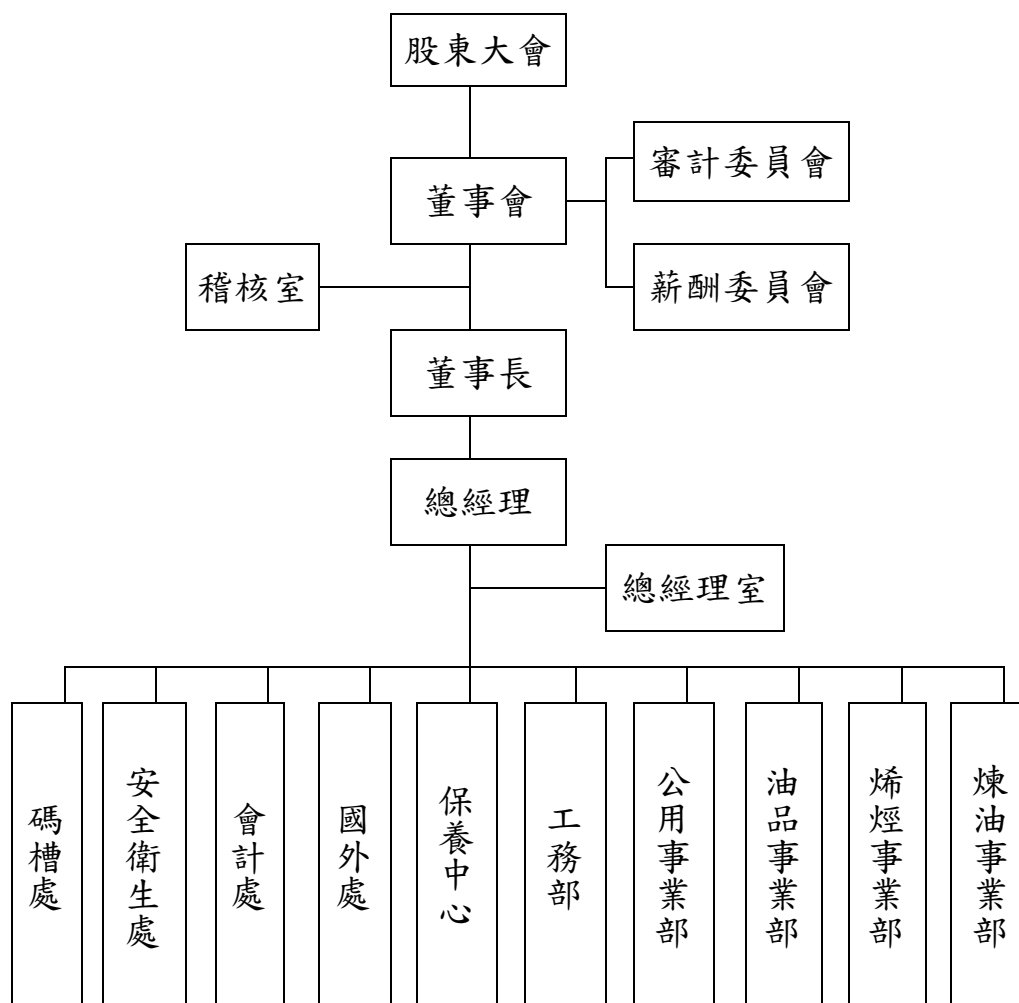 股東大會
審計委員會
董事會
稽核室
薪酬委員會
董事長
總經理
總經理室
碼槽處
安全衛生處
會計處
國外處
保養中心
工務部
公用事業部
油品事業部
烯烴事業部
煉油事業部